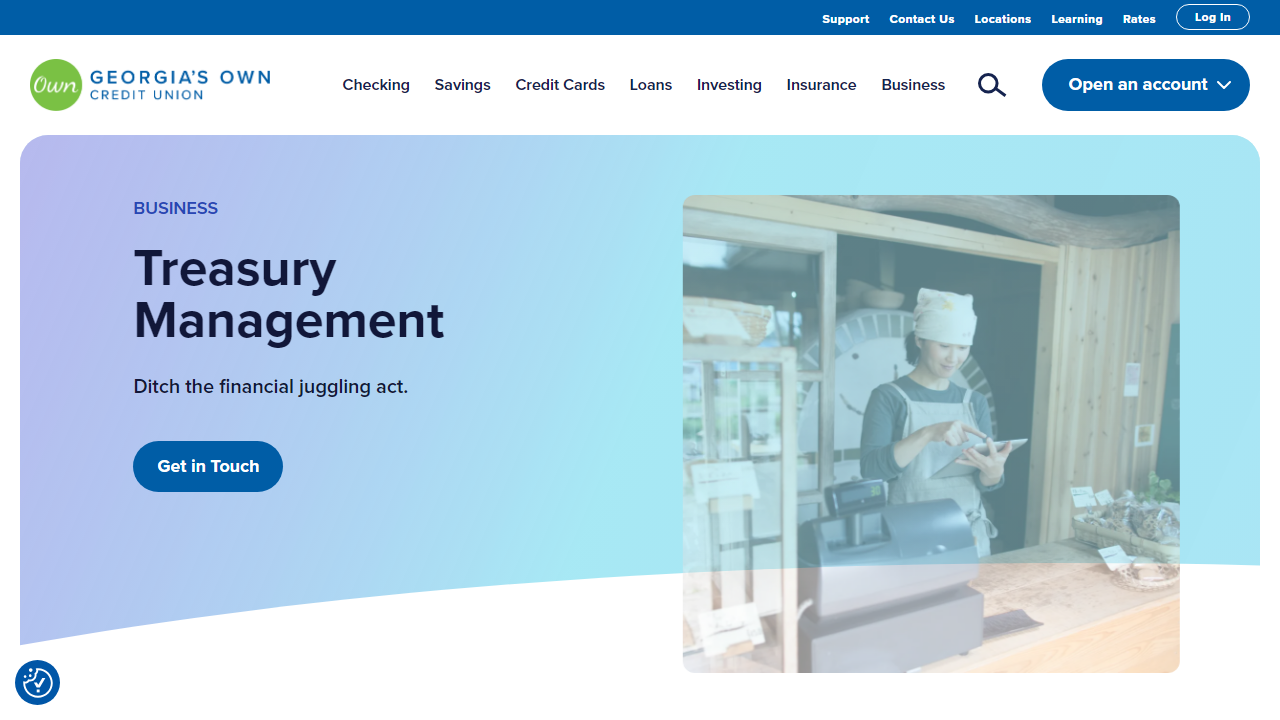 Support Contact Us Locations Learning Rates Log In
Own GEORGIA'S OWN
CREDIT UNION
Checking Savings Credit Cards Loans Investing Insurance Business Open an account
BUSINESS
Treasury
Management
Ditch the financial juggling act.
Get in Touch